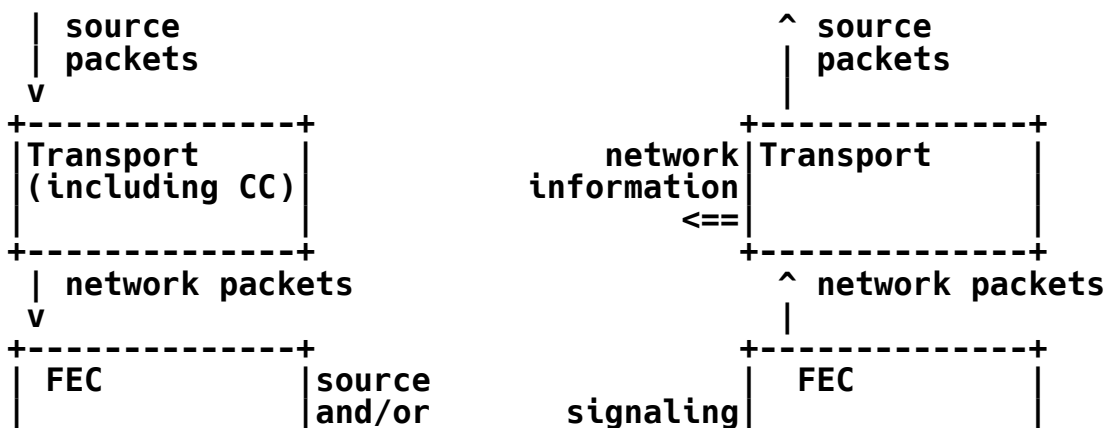 | source                               ^ source
 | packets                              | packets
 v                                      |
+--------------+                      +--------------+
|Transport     |               network|Transport     |
|(including CC)|           information|              |
|              |                   <==|              |
+--------------+                      +--------------+
 | network packets                      ^ network packets
 v                                      |
+--------------+                      +--------------+
| FEC          |source                |  FEC         |
|              |and/or       signaling|              |